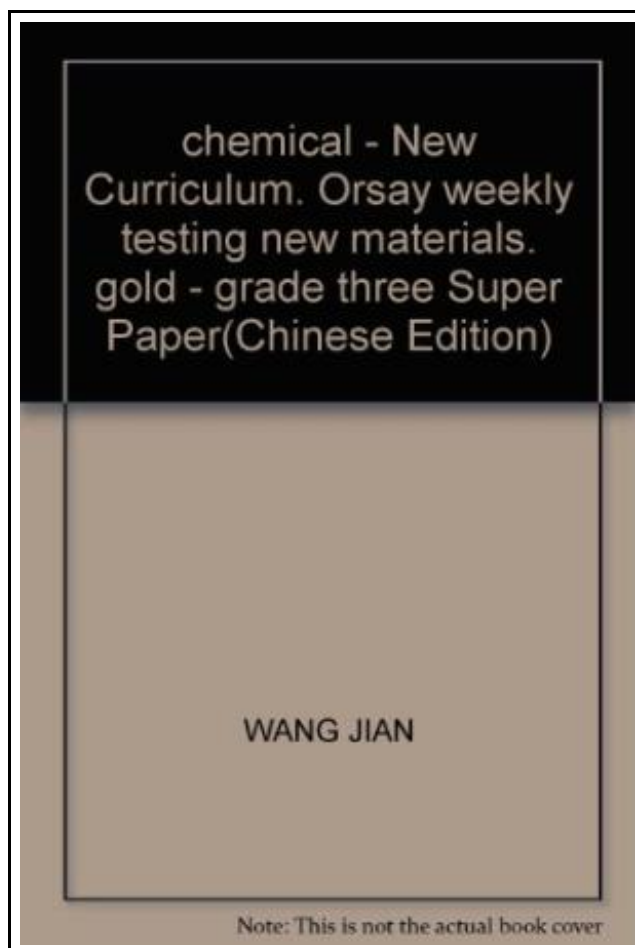 chemical - New
Curriculum. Orsay weekly
testing new materials.
gold - grade three Super
Paper(Chinese Edition)
WANG JIAN
Note: This is not the actual book cover